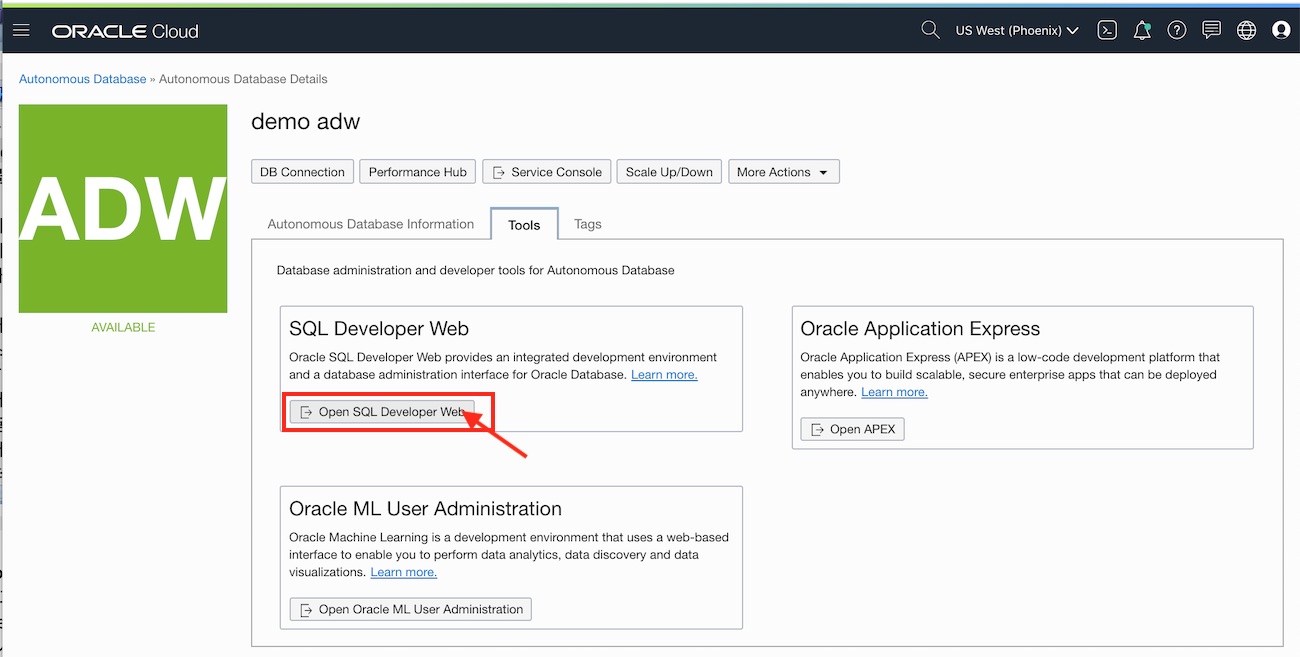 ORACLE Cloud
US West (Phoenix)
Autonomous Database » Autonomous Database Details
ADW
AVAILABLE
demo adw
DB Connection
Performance Hub
Service Console
Scale Up/Down
More Actions
Autonomous Database Information
Tools
Tags
Database administration and developer tools for Autonomous Database
SQL Developer Web
Oracle SQL Developer Web provides an integrated development environment
and a database administration interface for Oracle Database. Learn more.
Open SQL Developer Web
Oracle Application Express
Oracle Application Express (APEX) is a low-code development platform that
enables you to build scalable, secure enterprise apps that can be deployed
anywhere. Learn more.
Open APEX
Oracle ML User Administration
Oracle Machine Learning is a development environment that uses a web-based
interface to enable you to perform data analytics, data discovery and data
visualizations. Learn more.
Open Oracle ML User Administration